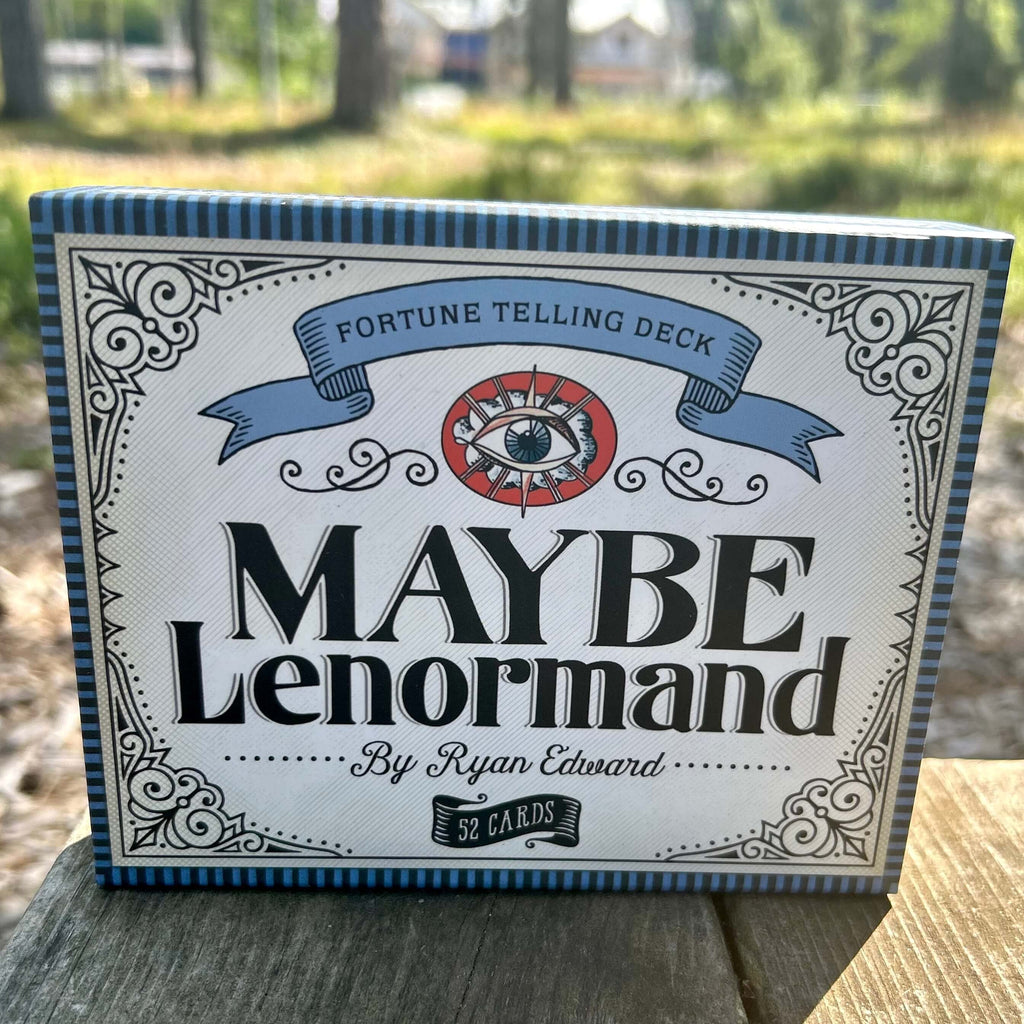 FORTUNE TELLING DECK
MAYBE
Lenormand
By Ryan Edward
52 CARDS